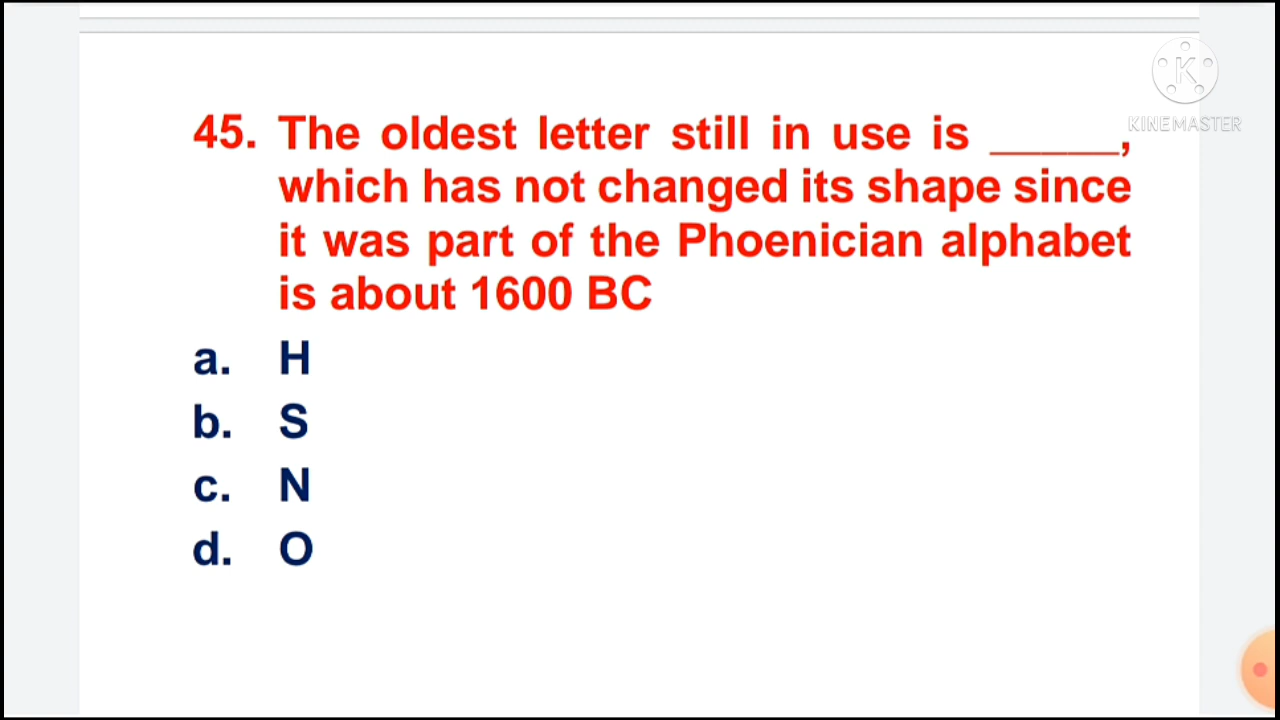 KINEMASTER
45. The oldest letter still in use is _____,
which has not changed its shape since
it was part of the Phoenician alphabet
is about 1600 BC
a. H
b. S
c. N
d. O